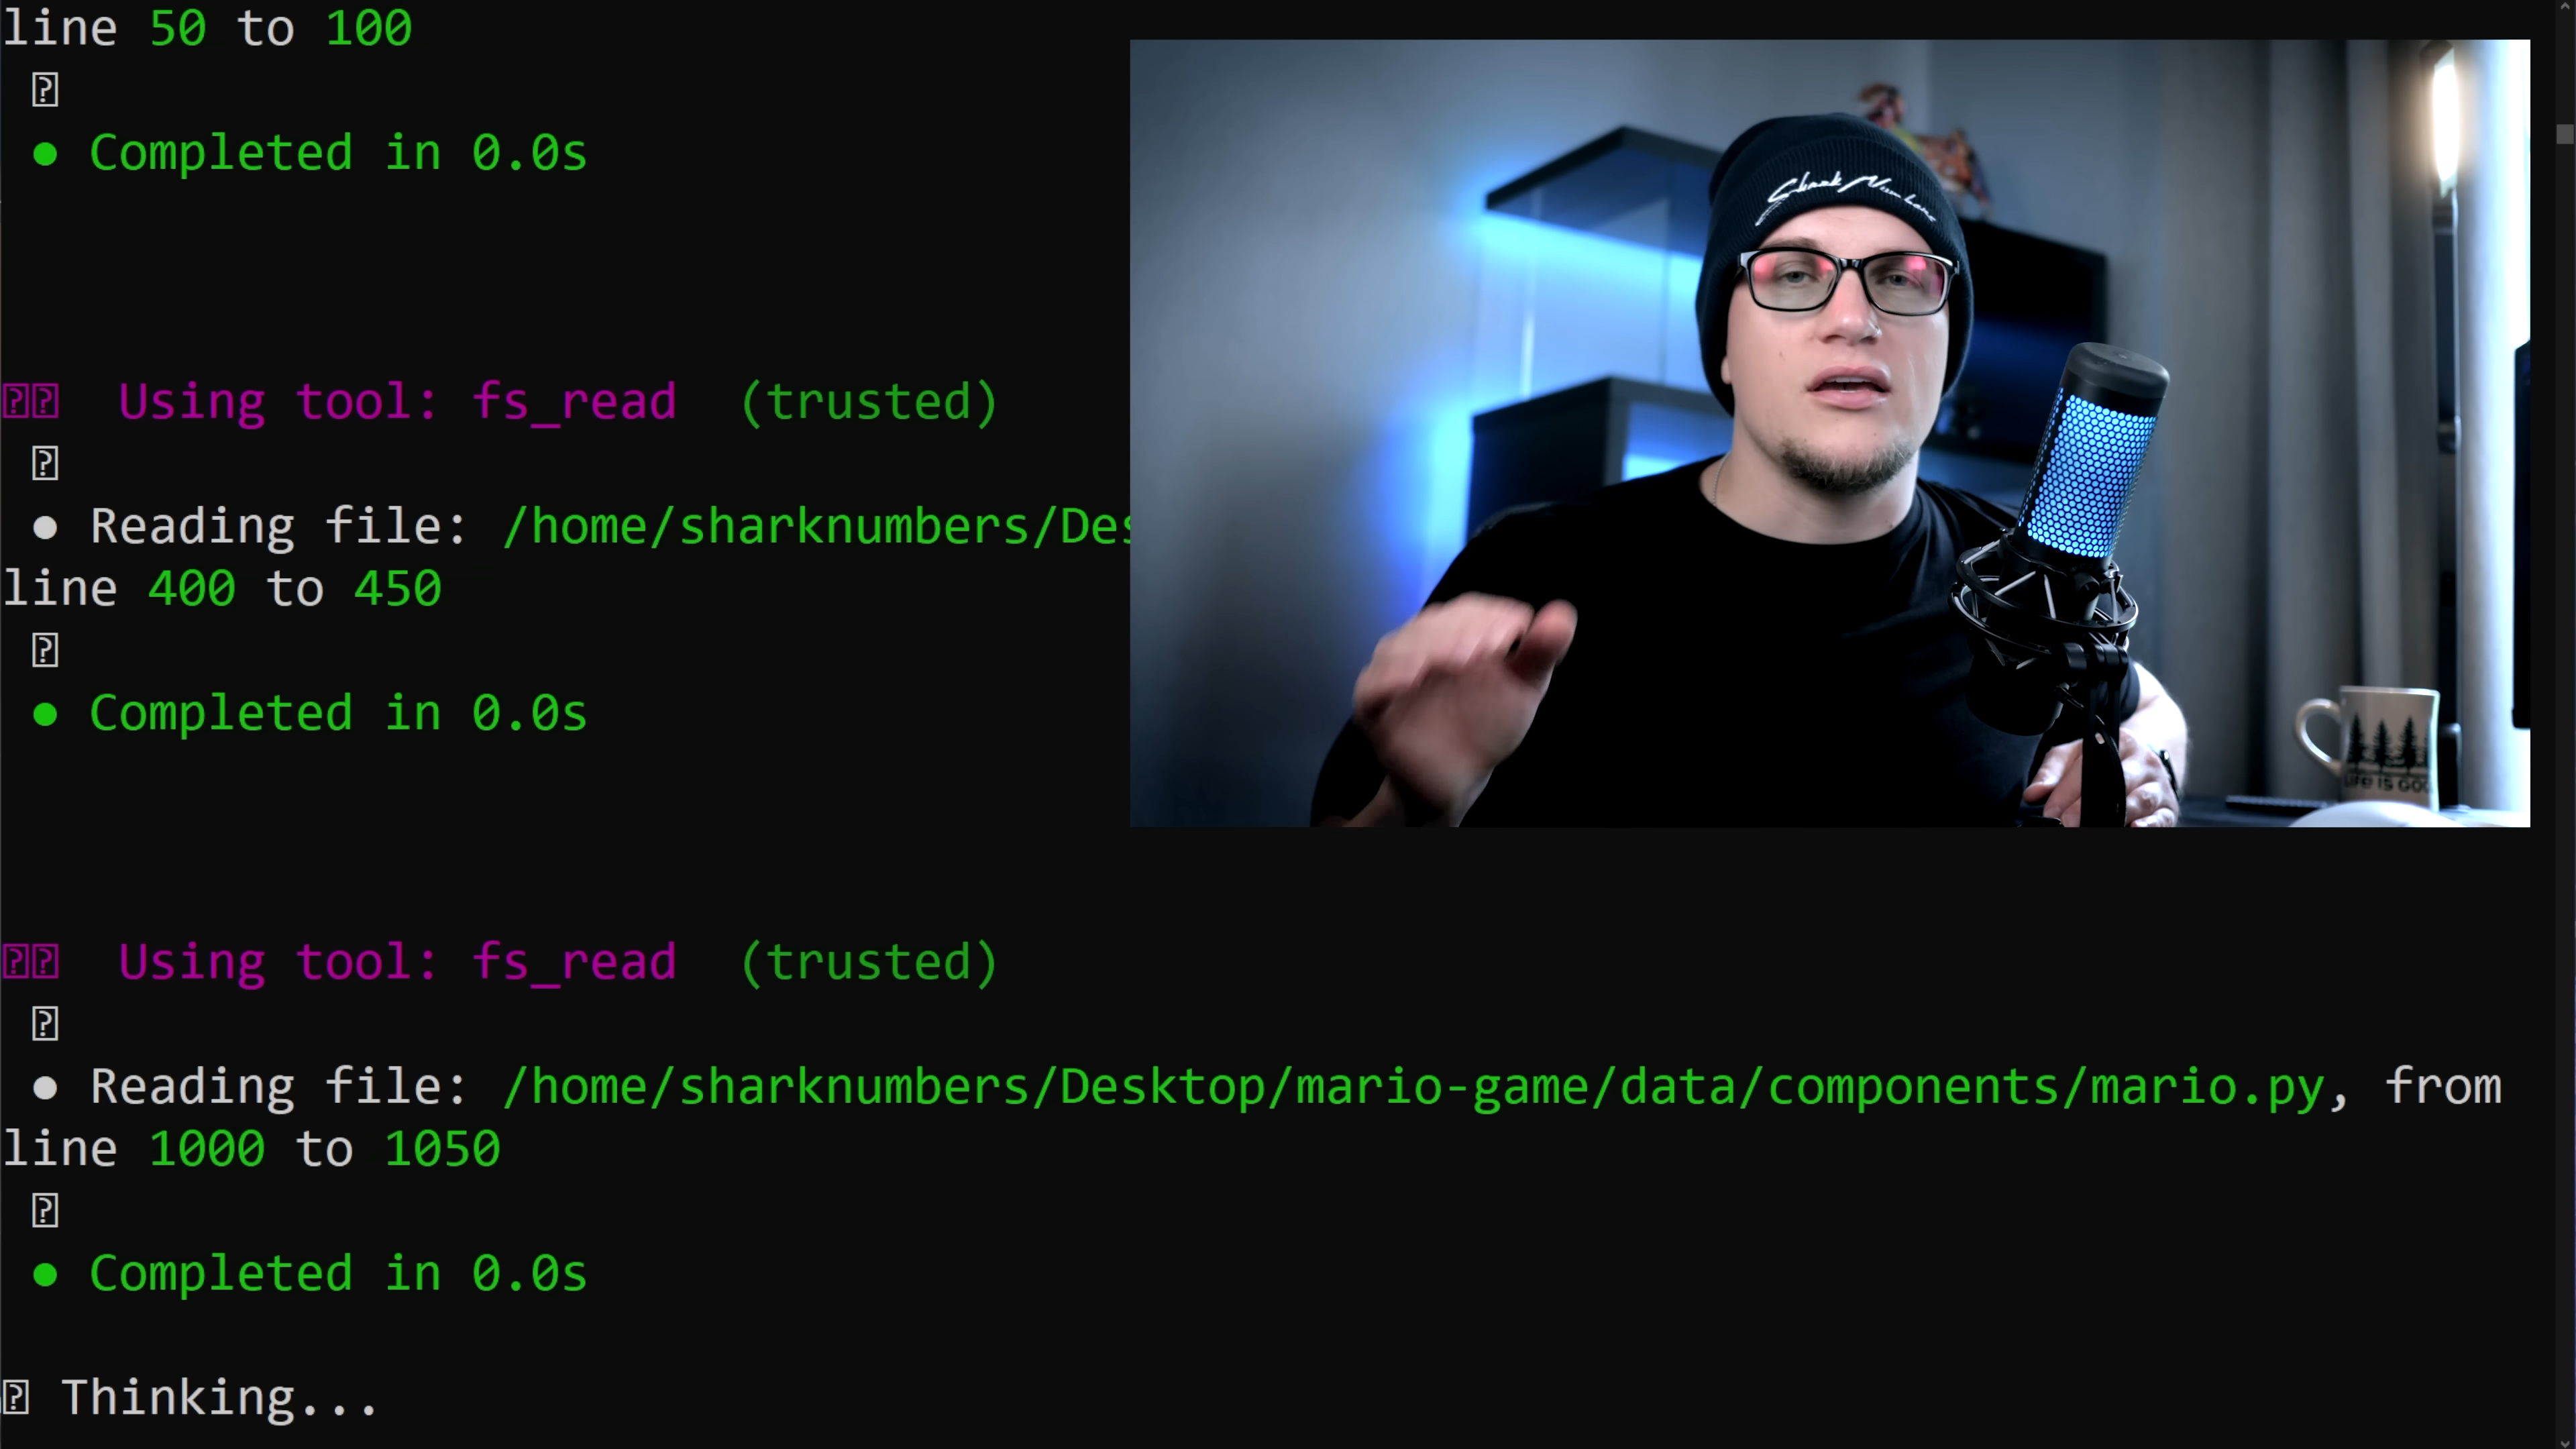 line 50 to 100
● Completed in 0.0s
Using tool: fs_read (trusted)
● Reading file: /home/sharknumbers/Des
line 400 to 450
● Completed in 0.0s
Using tool: fs_read (trusted)
● Reading file: /home/sharknumbers/Desktop/mario-game/data/components/mario.py, from
line 1000 to 1050
● Completed in 0.0s
Thinking...
Shark Numbers